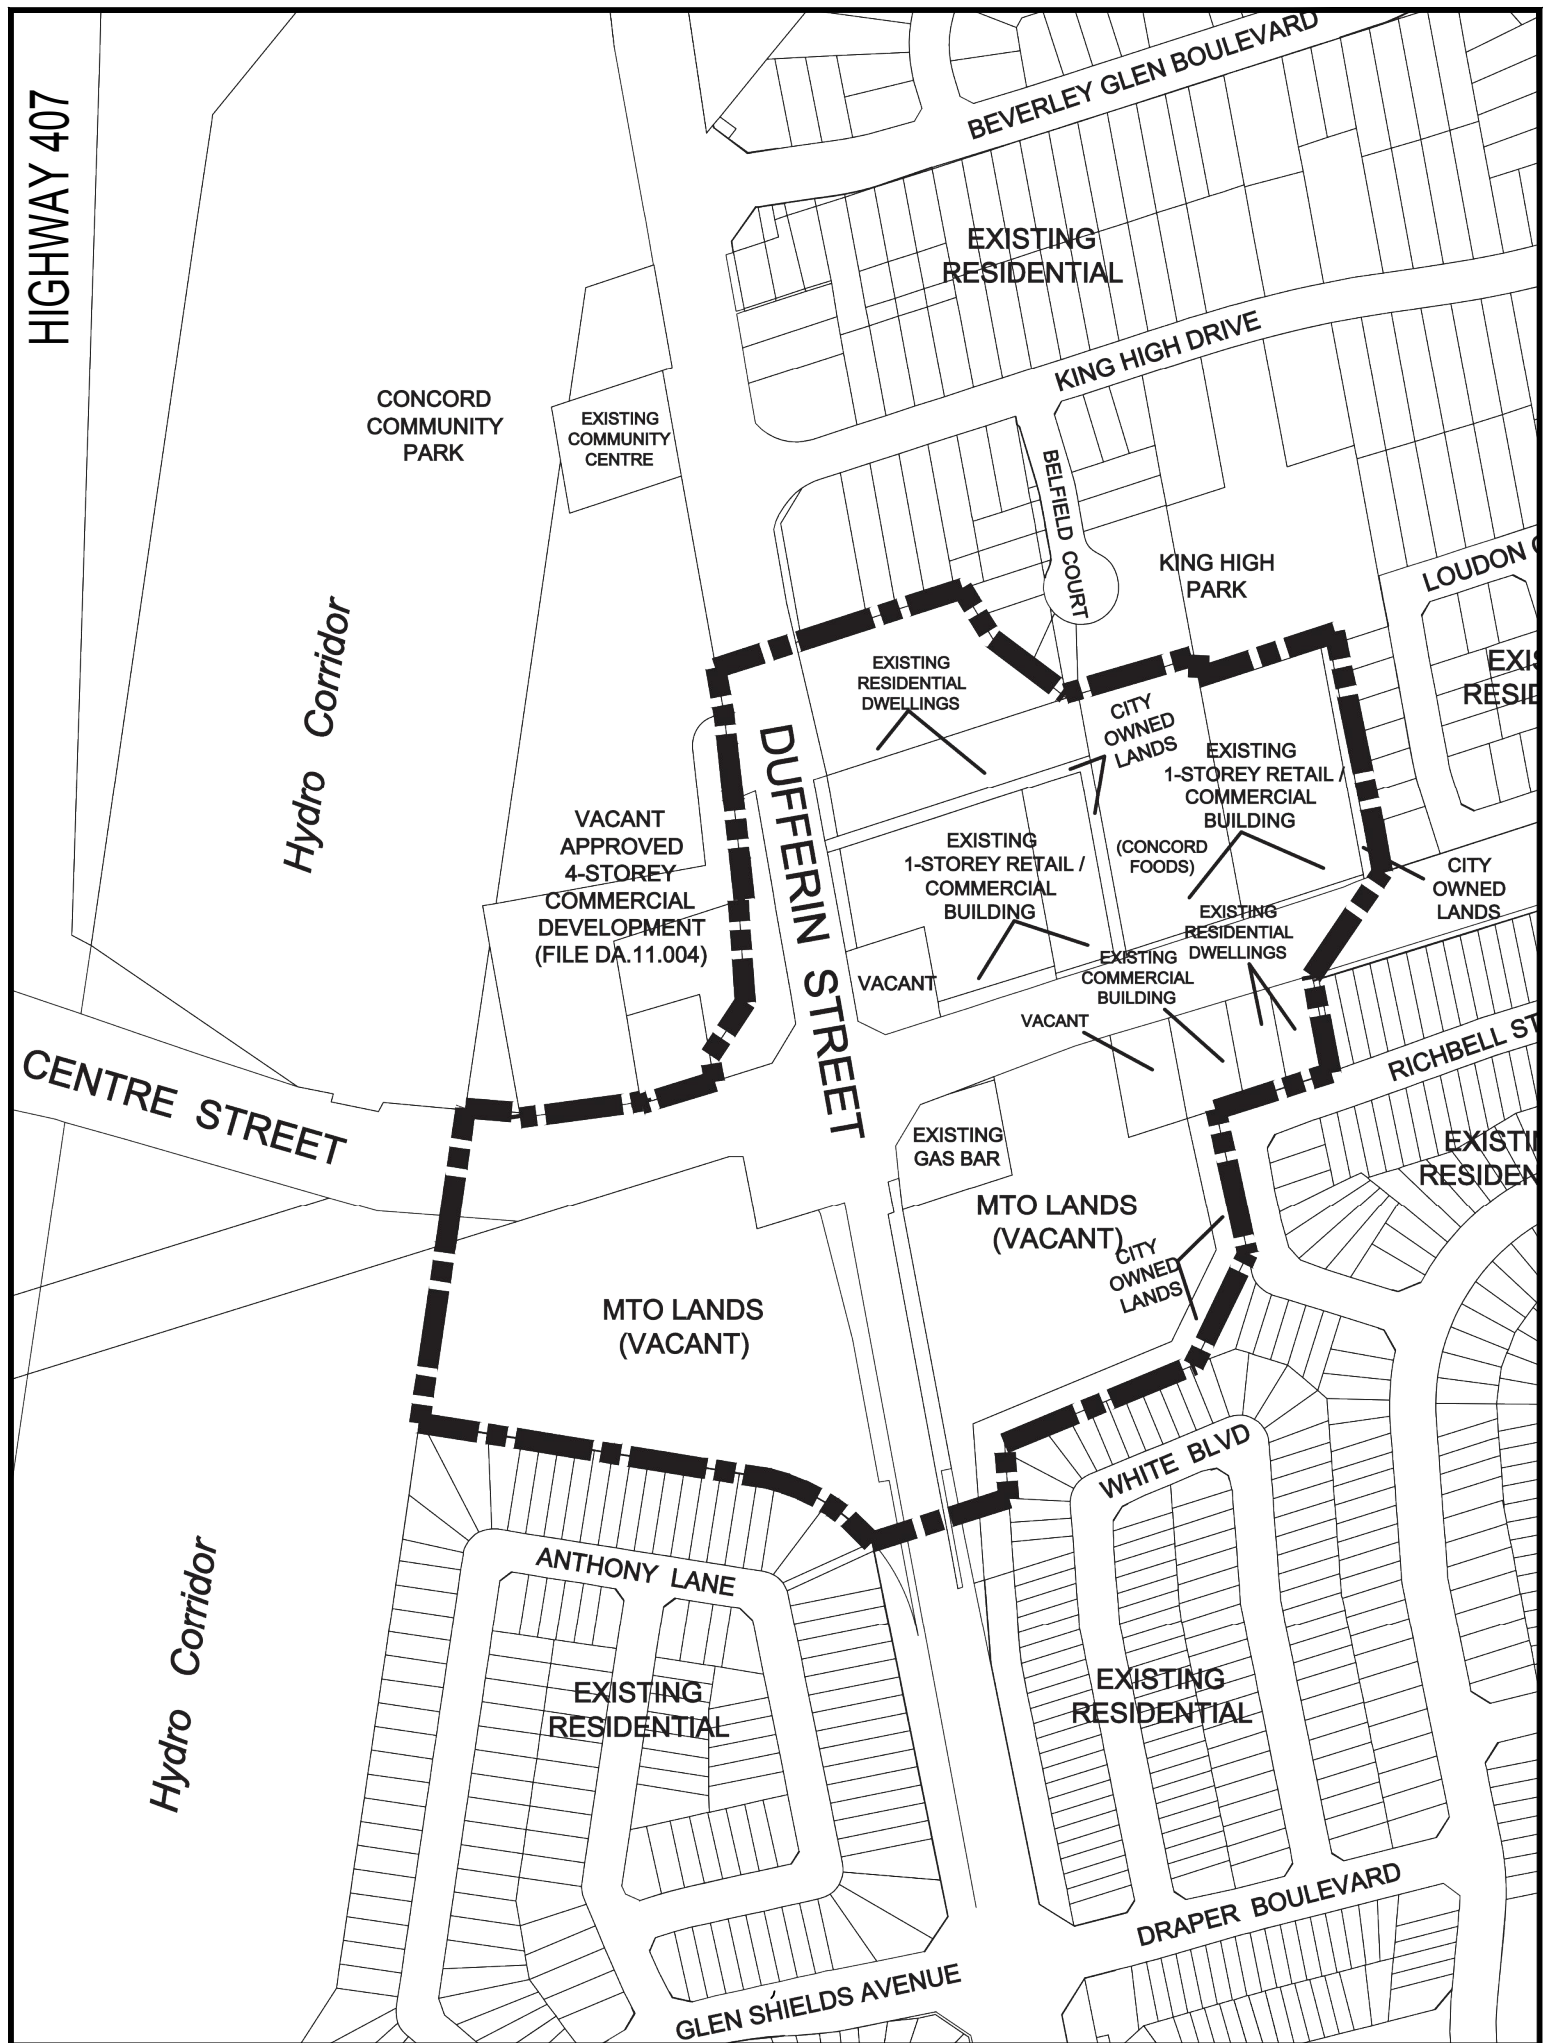 HIGHWAY 407
BEVERLEY GLEN BOULEVARD
EXISTING
RESIDENTIAL
KING HIGH DRIVE
CONCORD
COMMUNITY
PARK
EXISTING
COMMUNITY
CENTRE
BELFIELD COURT
KING HIGH
PARK
LOUDON
Hydro Corridor
EXISTING
RESIDENTIAL
DWELLINGS
CITY
OWNED
LANDS
EXIS
RESID
DUFFERIN STREET
EXISTING
1-STOREY RETAIL /
COMMERCIAL
BUILDING
VACANT
APPROVED
4-STOREY
COMMERCIAL
DEVELOPMENT
(FILE DA.11.004)
EXISTING
1-STOREY RETAIL /
COMMERCIAL
BUILDING
(CONCORD
FOODS)
CITY
OWNED
LANDS
EXISTING
RESIDENTIAL
DWELLINGS
EXISTING
COMMERCIAL
BUILDING
VACANT
VACANT
RICHBELL ST
CENTRE STREET
EXISTING
GAS BAR
EXISTIN
RESIDEN
MTO LANDS
(VACANT)
CITY
OWNED
LANDS
MTO LANDS
(VACANT)
WHITE BLVD
Hydro Corridor
ANTHONY LANE
EXISTING
RESIDENTIAL
EXISTING
RESIDENTIAL
DRAPER BOULEVARD
GLEN SHIELDS AVENUE